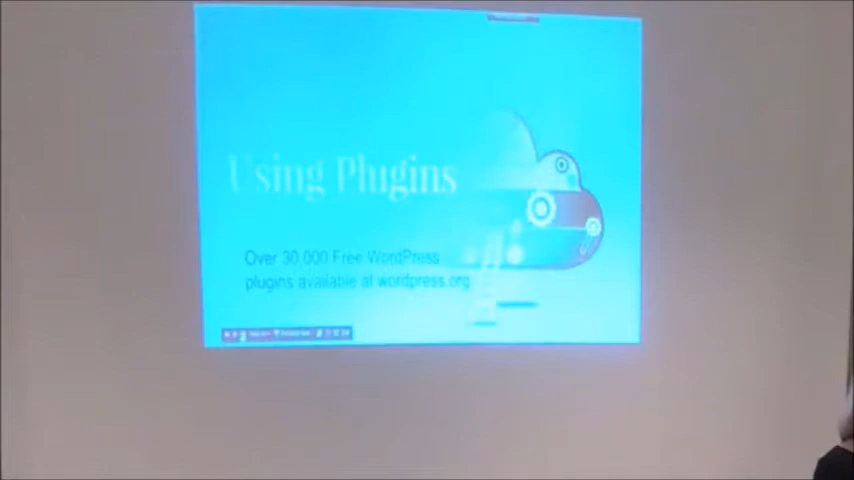 Using Plugins
Over 30,000 Free WordPress
plugins available at wordpress.org